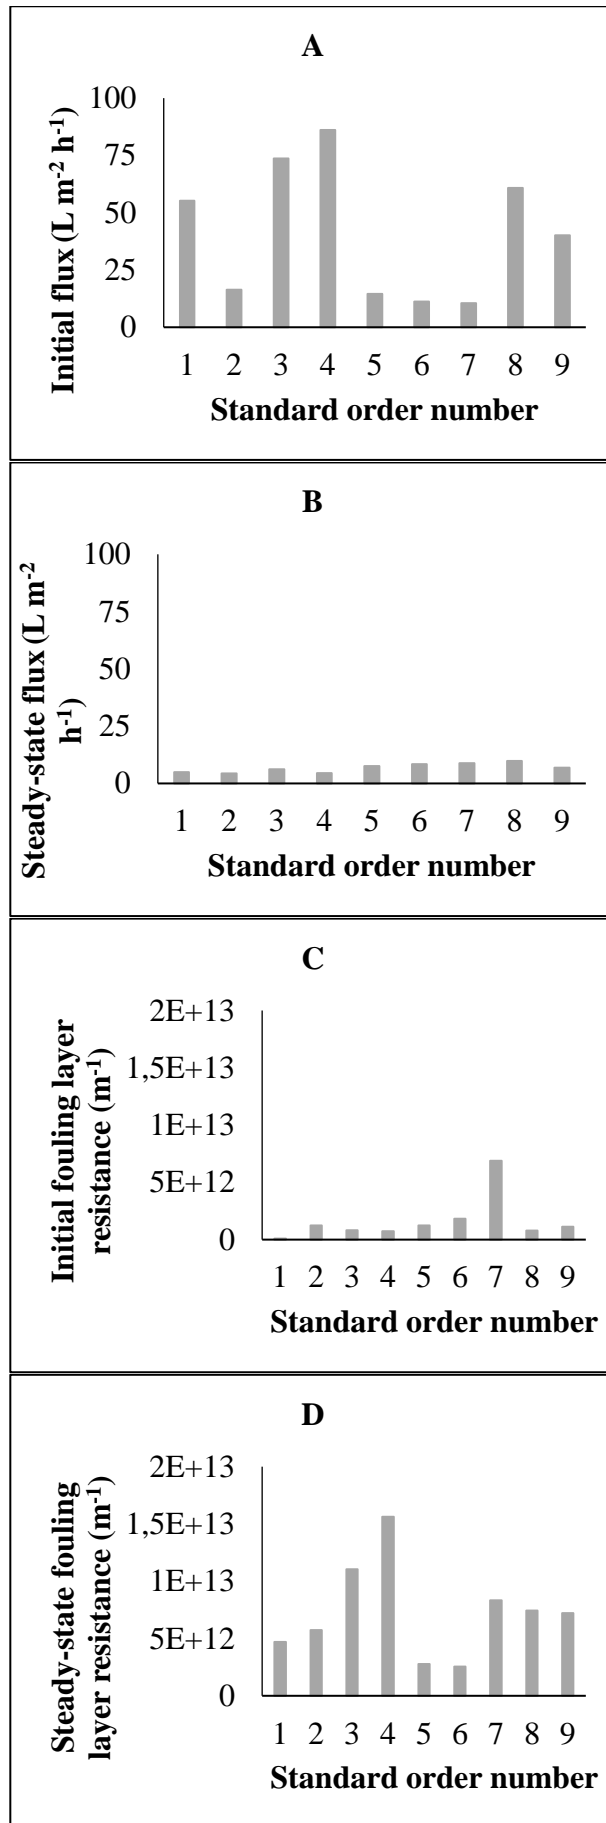 A
Initial flux (L m-2 h-1)
100
75
50
25
0
1 2 3 4 5 6 7 8 9
Standard order number
B
Steady-state flux (L m-2
h-1)
100
75
50
25
0
1 2 3 4 5 6 7 8 9
Standard order number
C
Initial fouling layer
resistance (m-1)
2E+13
1,5E+13
1E+13
5E+12
0
1 2 3 4 5 6 7 8 9
Standard order number
D
Steady-state fouling
layer resistance (m-1)
2E+13
1,5E+13
1E+13
5E+12
0
1 2 3 4 5 6 7 8 9
Standard order number